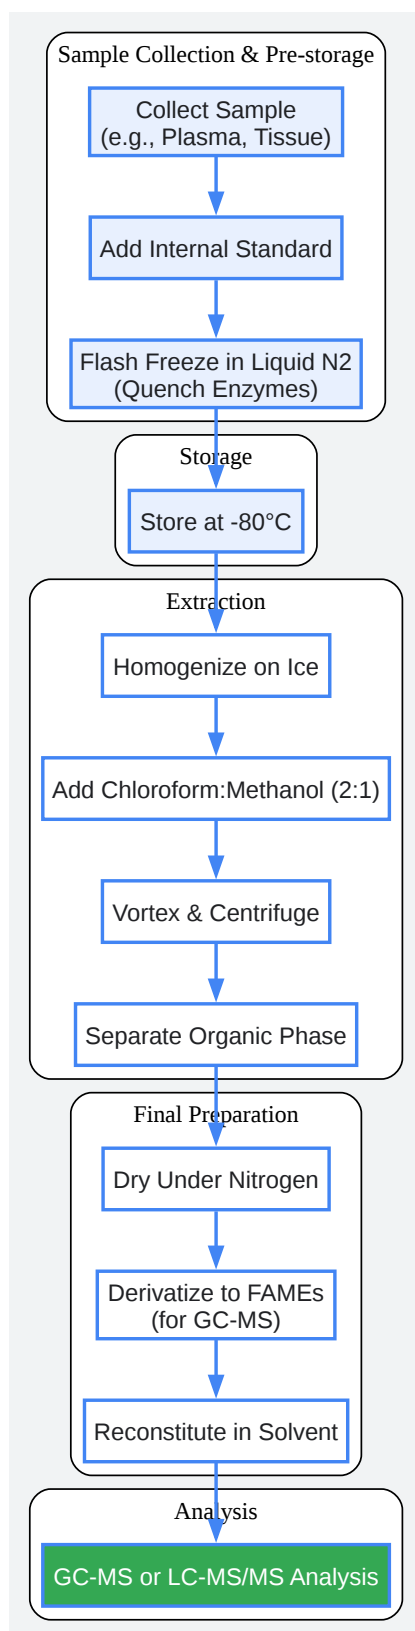 Sample Collection & Pre-storage
Collect Sample
(e.g., Plasma, Tissue)
Add Internal Standard
Flash Freeze in Liquid N2
(Quench Enzymes)
Storage
Store at -80°C
Extraction
Homogenize on Ice
Add Chloroform:Methanol (2:1)
Vortex & Centrifuge
Separate Organic Phase
Final Preparation
Dry Under Nitrogen
Derivatize to FAMEs
(for GC-MS)
Reconstitute in Solvent
Analysis
GC-MS or LC-MS/MS Analysis